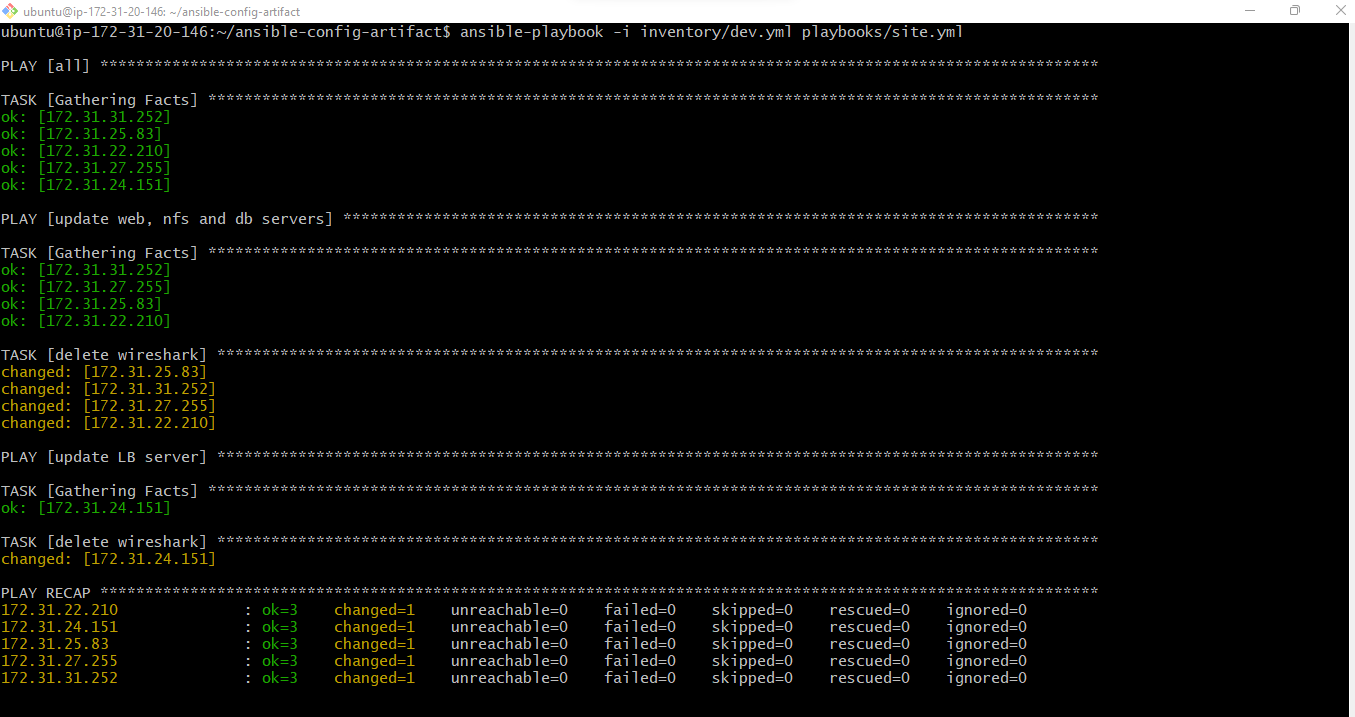 ubuntu@ip-172-31-20-146: ~/ansible-config-artifact
ubuntu@ip-172-31-20-146:~/ansible-config-artifact$ ansible-playbook -i inventory/dev.yml playbooks/site.yml
PLAY [all] ***************************************************************************************************************
TASK [Gathering Facts] ***************************************************************************************************
ok: [172.31.31.252]
ok: [172.31.25.83]
ok: [172.31.22.210]
ok: [172.31.27.255]
ok: [172.31.24.151]
PLAY [update web, nfs and db servers] ************************************************************************************
TASK [Gathering Facts] ***************************************************************************************************
ok: [172.31.31.252]
ok: [172.31.27.255]
ok: [172.31.25.83]
ok: [172.31.22.210]
TASK [delete wireshark] **************************************************************************************************
changed: [172.31.25.83]
changed: [172.31.31.252]
changed: [172.31.27.255]
changed: [172.31.22.210]
PLAY [update LB server] **************************************************************************************************
TASK [Gathering Facts] ***************************************************************************************************
ok: [172.31.24.151]
TASK [delete wireshark] **************************************************************************************************
changed: [172.31.24.151]
PLAY RECAP ***************************************************************************************************************
172.31.22.210              : ok=3    changed=1    unreachable=0    failed=0    skipped=0    rescued=0    ignored=0
172.31.24.151              : ok=3    changed=1    unreachable=0    failed=0    skipped=0    rescued=0    ignored=0
172.31.25.83               : ok=3    changed=1    unreachable=0    failed=0    skipped=0    rescued=0    ignored=0
172.31.27.255              : ok=3    changed=1    unreachable=0    failed=0    skipped=0    rescued=0    ignored=0
172.31.31.252              : ok=3    changed=1    unreachable=0    failed=0    skipped=0    rescued=0    ignored=0